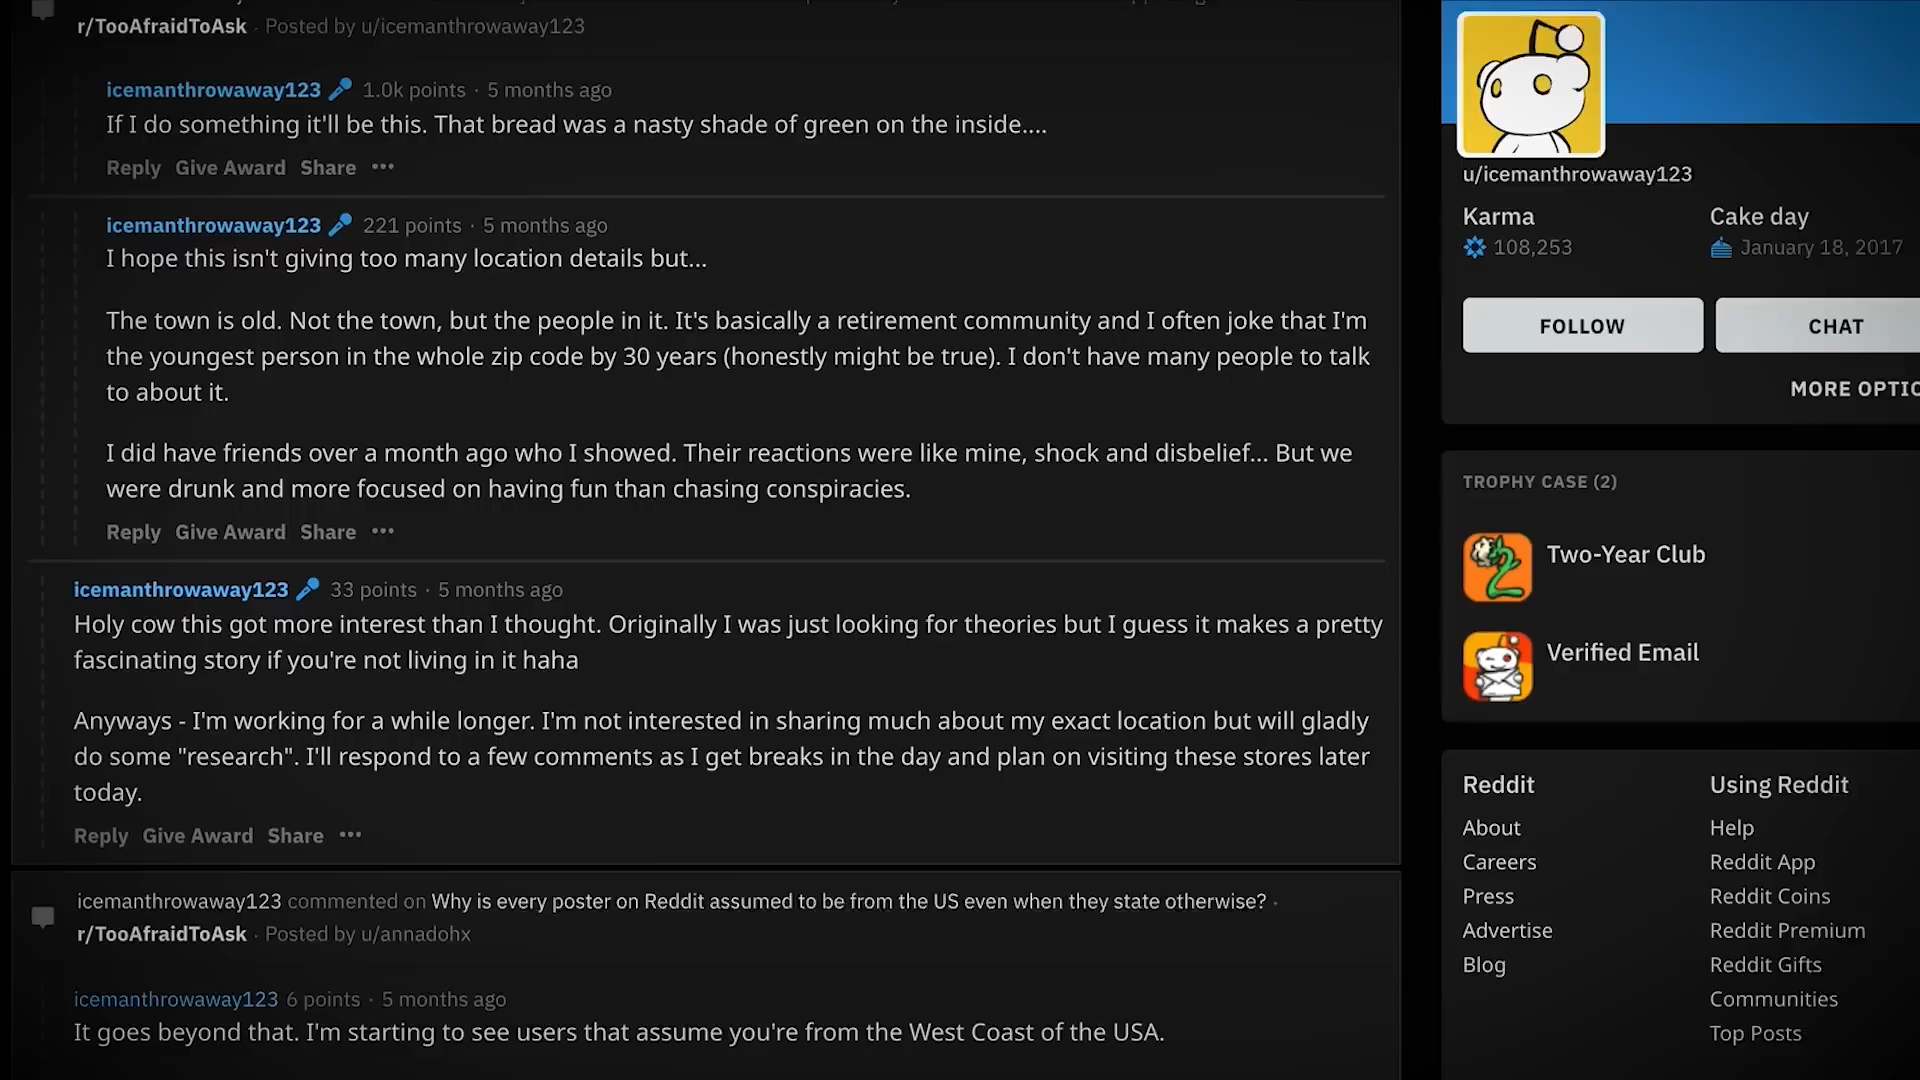 r/TooAfraidToAsk · Posted by u/icemanthrowaway123
icemanthrowaway123 1.0k points · 5 months ago
If I do something it'll be this. That bread was a nasty shade of green on the inside....
Reply Give Award Share •••
icemanthrowaway123 221 points · 5 months ago
I hope this isn't giving too many location details but...
The town is old. Not the town, but the people in it. It's basically a retirement community and I often joke that I'm
the youngest person in the whole zip code by 30 years (honestly might be true). I don't have many people to talk
to about it.
I did have friends over a month ago who I showed. Their reactions were like mine, shock and disbelief... But we
were drunk and more focused on having fun than chasing conspiracies.
Reply Give Award Share •••
icemanthrowaway123 33 points · 5 months ago
Holy cow this got more interest than I thought. Originally I was just looking for theories but I guess it makes a pretty
fascinating story if you're not living in it haha
Anyways - I'm working for a while longer. I'm not interested in sharing much about my exact location but will gladly
do some "research". I'll respond to a few comments as I get breaks in the day and plan on visiting these stores later
today.
Reply Give Award Share •••
icemanthrowaway123 commented on Why is every poster on Reddit assumed to be from the US even when they state otherwise? ·
r/TooAfraidToAsk · Posted by u/annadohx
icemanthrowaway123 6 points · 5 months ago
It goes beyond that. I'm starting to see users that assume you're from the West Coast of the USA.
u/icemanthrowaway123
Karma Cake day
108,253 January 18, 2017
FOLLOW CHAT
MORE OPTIO
TROPHY CASE (2)
Two-Year Club
Verified Email
Reddit Using Reddit
About Help
Careers Reddit App
Press Reddit Coins
Advertise Reddit Premium
Blog Reddit Gifts
Communities
Top Posts